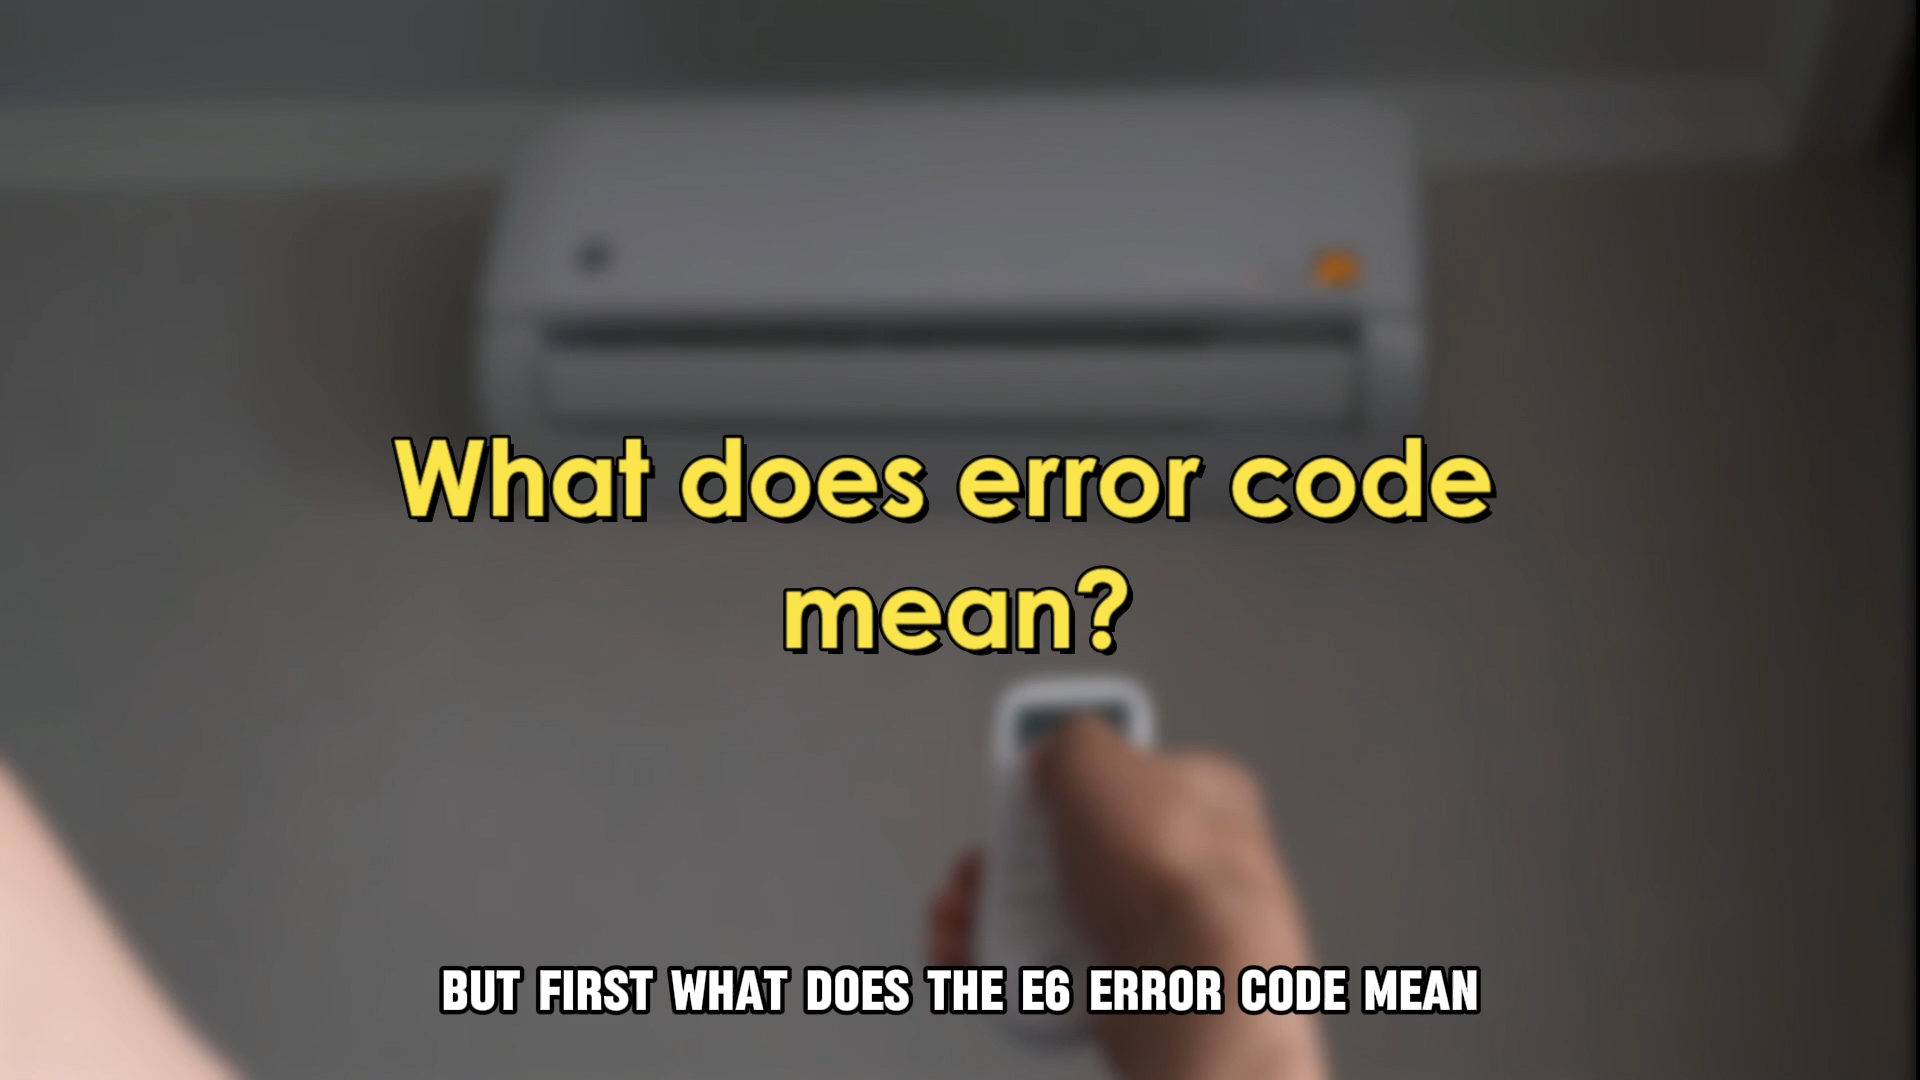 What does error code
mean?
BUT FIRST WHAT DOES THE E6 ERROR CODE MEAN